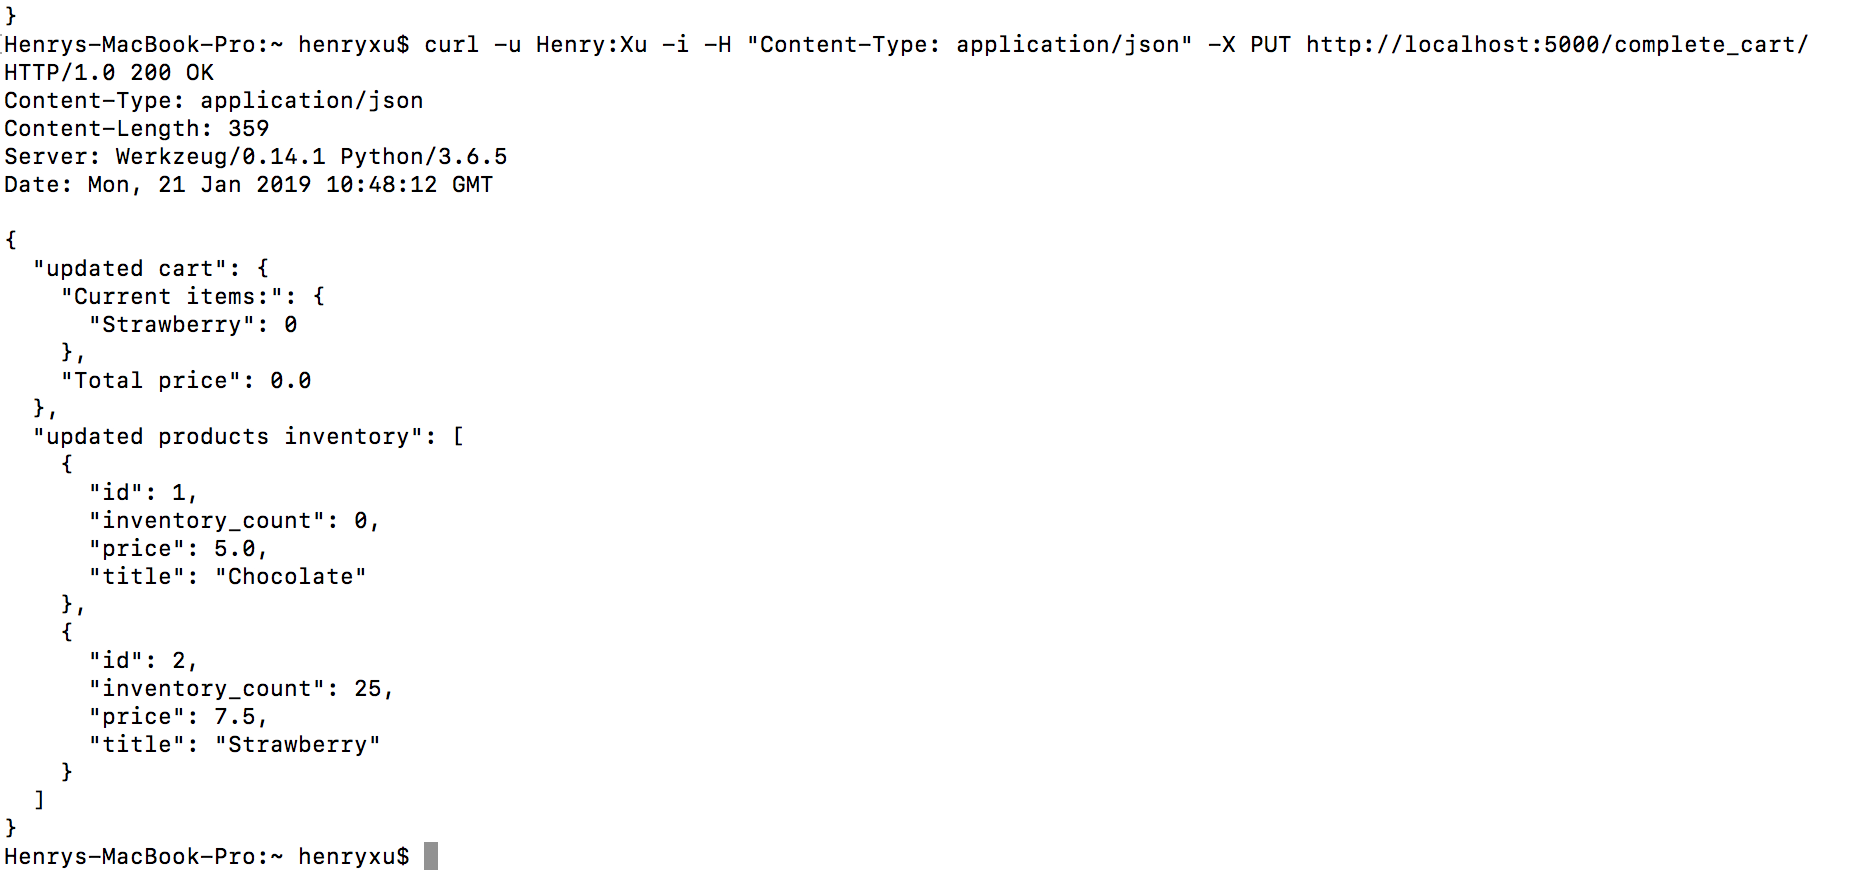 }
Henrys-MacBook-Pro:~ henryxu$ curl -u Henry:Xu -i -H "Content-Type: application/json" -X PUT http://localhost:5000/complete_cart/
HTTP/1.0 200 OK
Content-Type: application/json
Content-Length: 359
Server: Werkzeug/0.14.1 Python/3.6.5
Date: Mon, 21 Jan 2019 10:48:12 GMT

{
  "updated cart": {
    "Current items:": {
      "Strawberry": 0
    },
    "Total price": 0.0
  },
  "updated products inventory": [
    {
      "id": 1,
      "inventory_count": 0,
      "price": 5.0,
      "title": "Chocolate"
    },
    {
      "id": 2,
      "inventory_count": 25,
      "price": 7.5,
      "title": "Strawberry"
    }
  ]
}
Henrys-MacBook-Pro:~ henryxu$